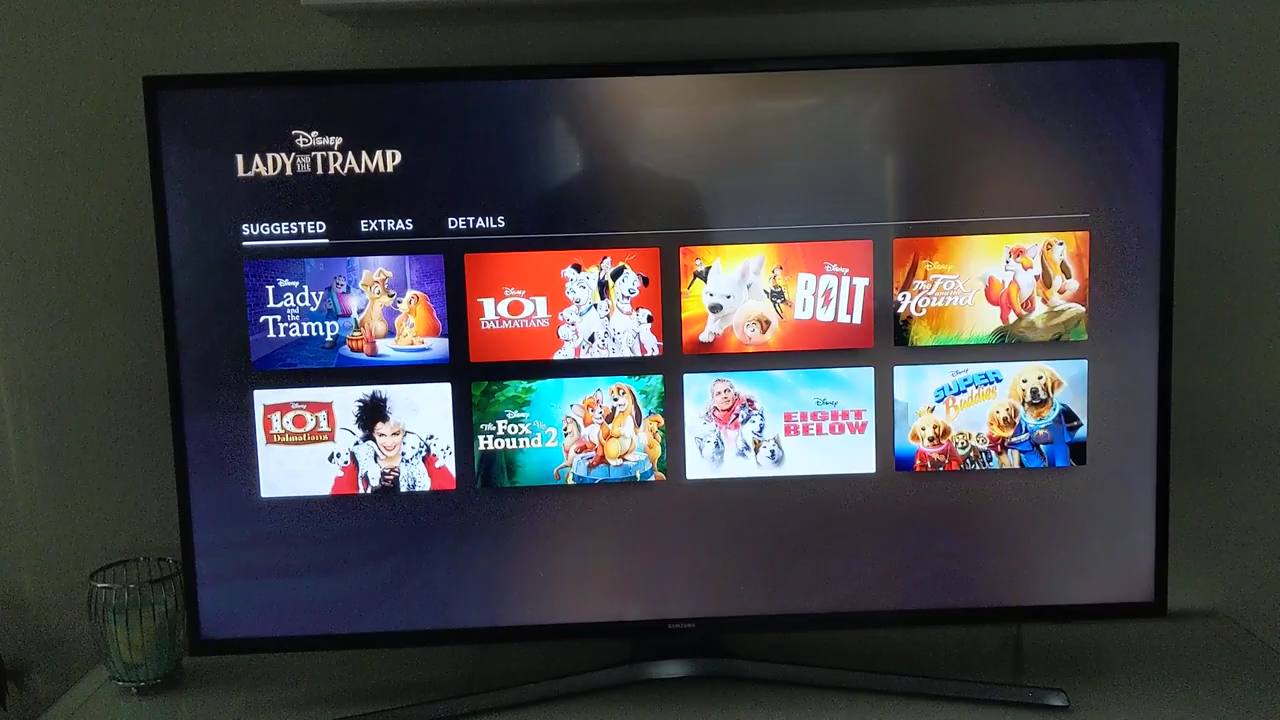 Disney
LADY AND THE TRAMP
SUGGESTED EXTRAS DETAILS
Disney
Lady
and
the
Tramp
Disney
101
DALMATIANS
Disney
BOLT
Disney
The Fox
and the
Hound
Disney
101
Dalmatians
Disney
The Fox and the
Hound 2
Disney
EIGHT
BELOW
Disney
SUPER
Buddies
SAMSUNG